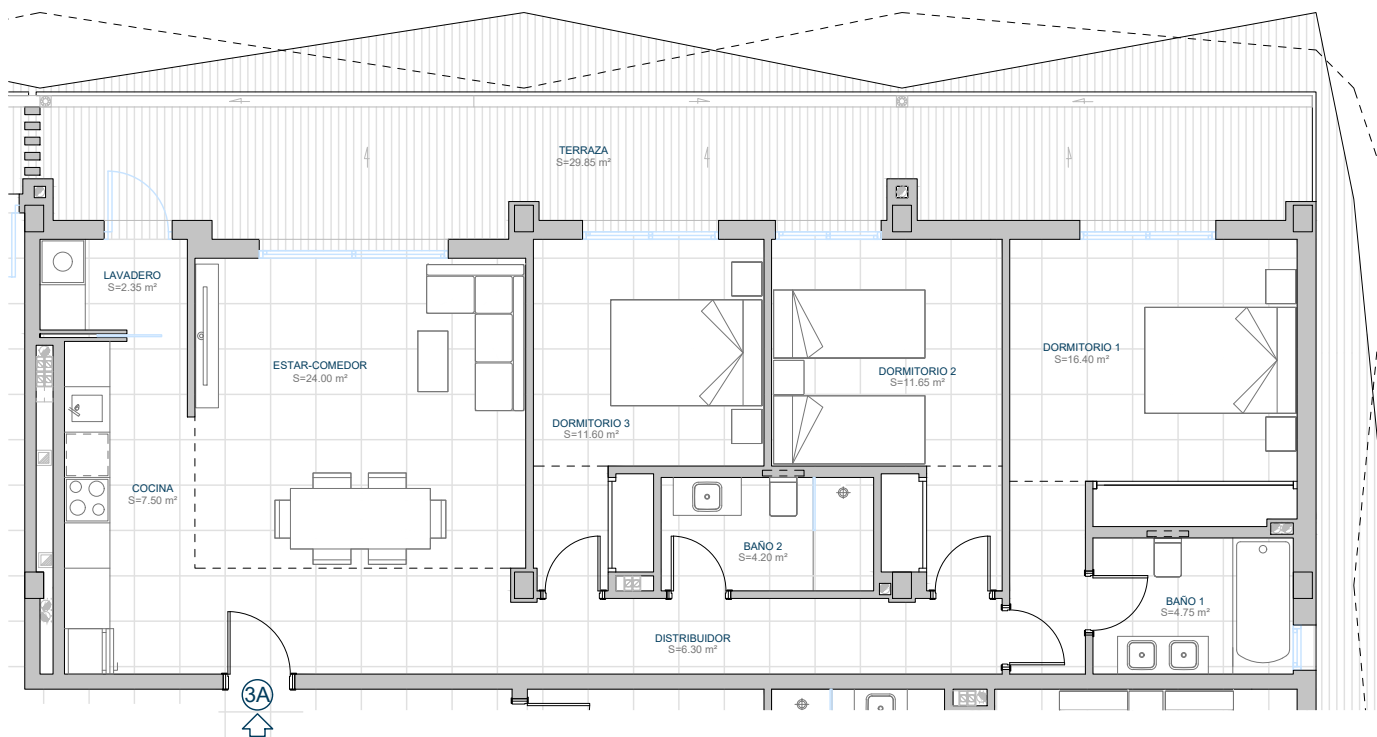 TERRAZA
S=29.85 m²
LAVADERO
S=2.35 m²
ESTAR-COMEDOR
S=24.00 m²
DORMITORIO 1
S=16.40 m²
DORMITORIO 2
S=11.65 m²
DORMITORIO 3
S=11.60 m²
COCINA
S=7.50 m²
BAÑO 2
S=4.20 m²
BAÑO 1
S=4.75 m²
DISTRIBUIDOR
S=6.30 m²
3A